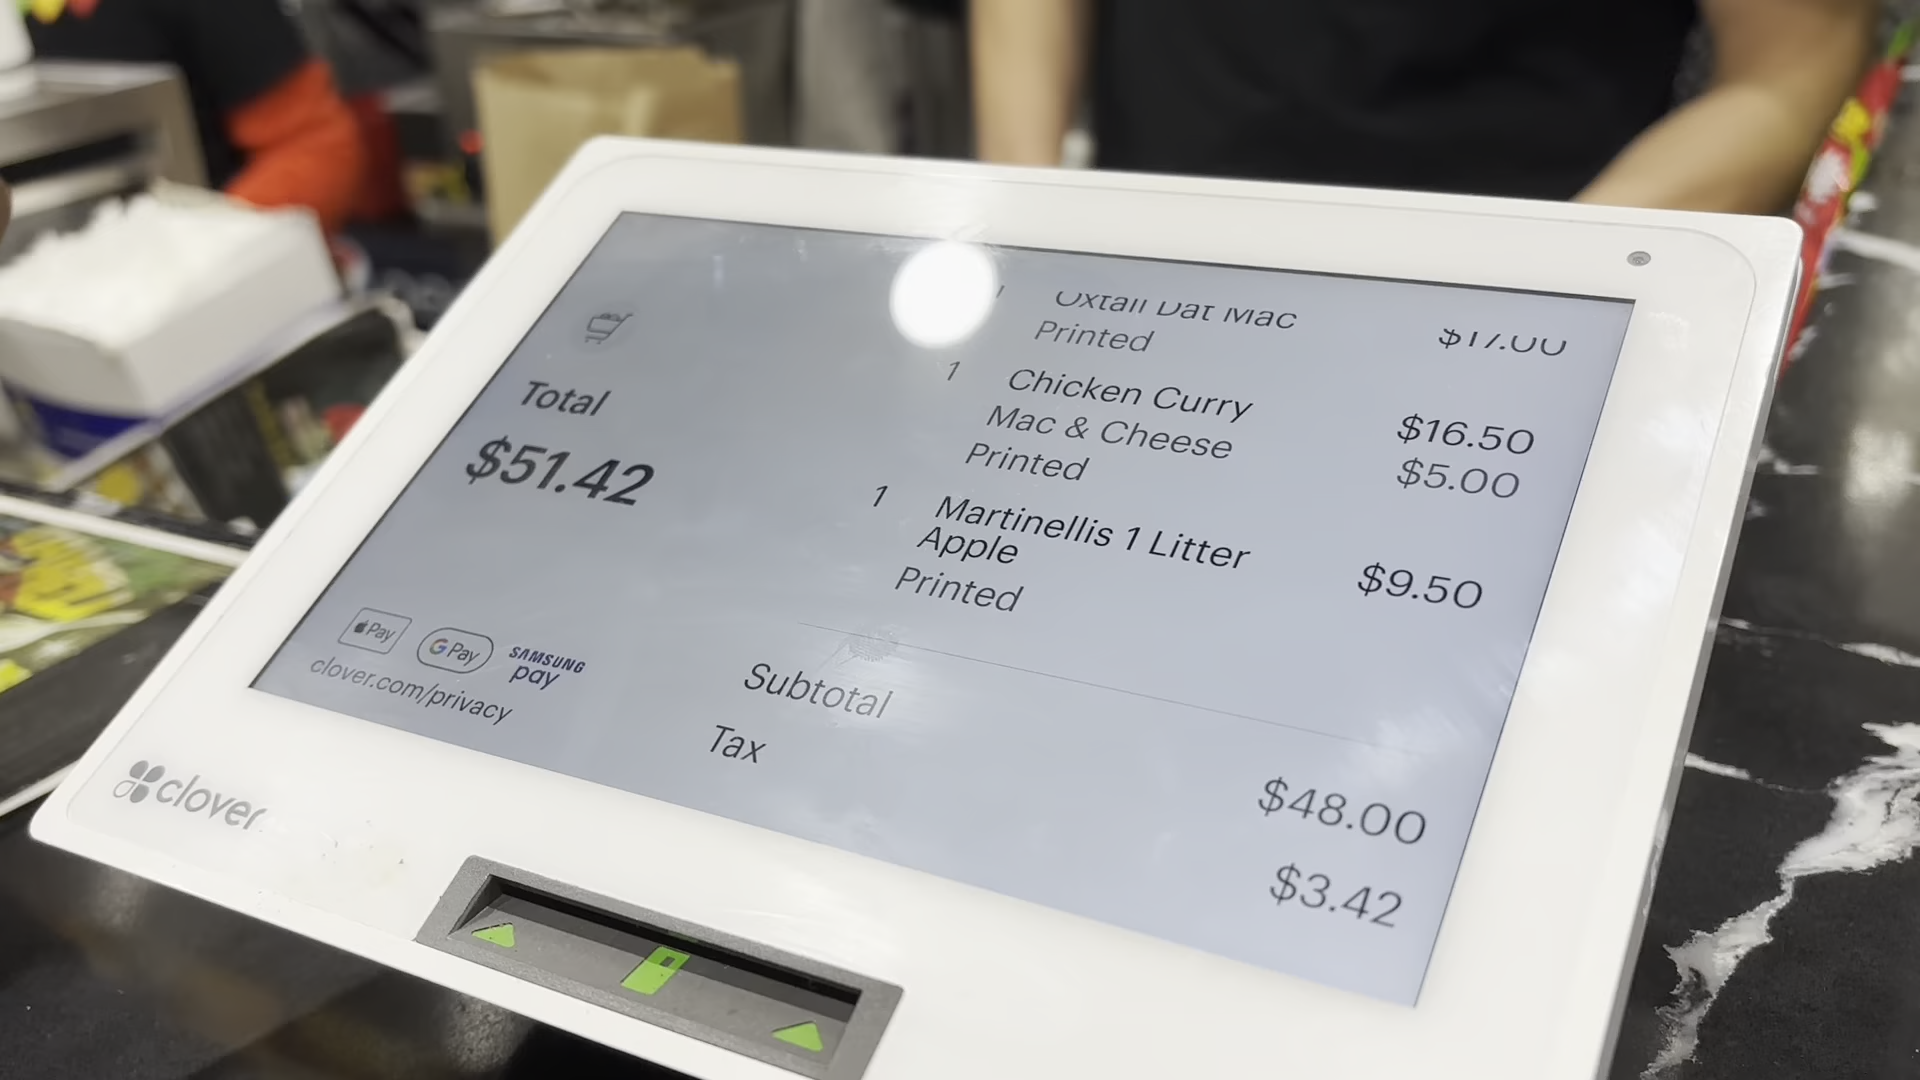 1 Oxtail Dat Mac $17.00
Printed
1 Chicken Curry $16.50
Mac & Cheese $5.00
Printed
1 Martinellis 1 Litter
Apple $9.50
Printed
Total
$51.42
Subtotal $48.00
Tax $3.42
Pay G Pay SAMSUNG
pay
clover.com/privacy
clover